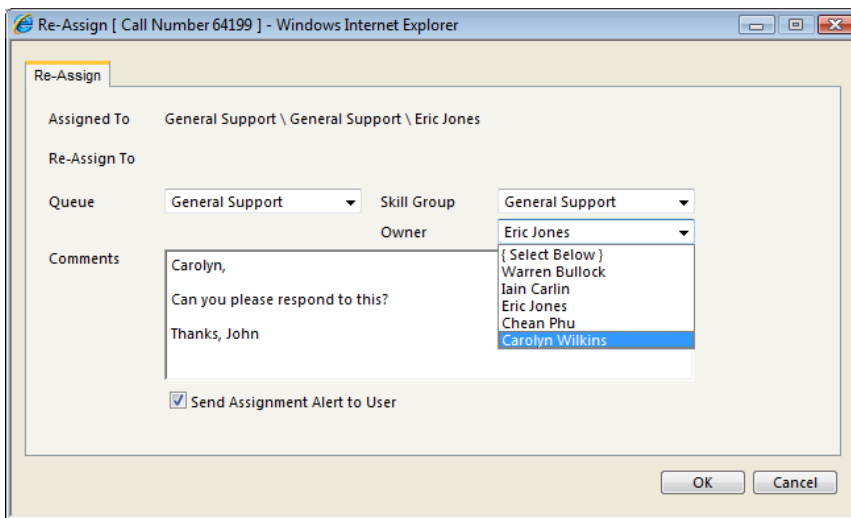 Re-Assign [ Call Number 64199 ] - Windows Internet Explorer
Re-Assign
Assigned To General Support \ General Support \ Eric Jones
Re-Assign To
Queue General Support Skill Group General Support
Owner Eric Jones
{ Select Below }
Warren Bullock
Iain Carlin
Eric Jones
Chean Phu
Carolyn Wilkins
Comments
Carolyn,
Can you please respond to this?
Thanks, John
Send Assignment Alert to User
OK Cancel